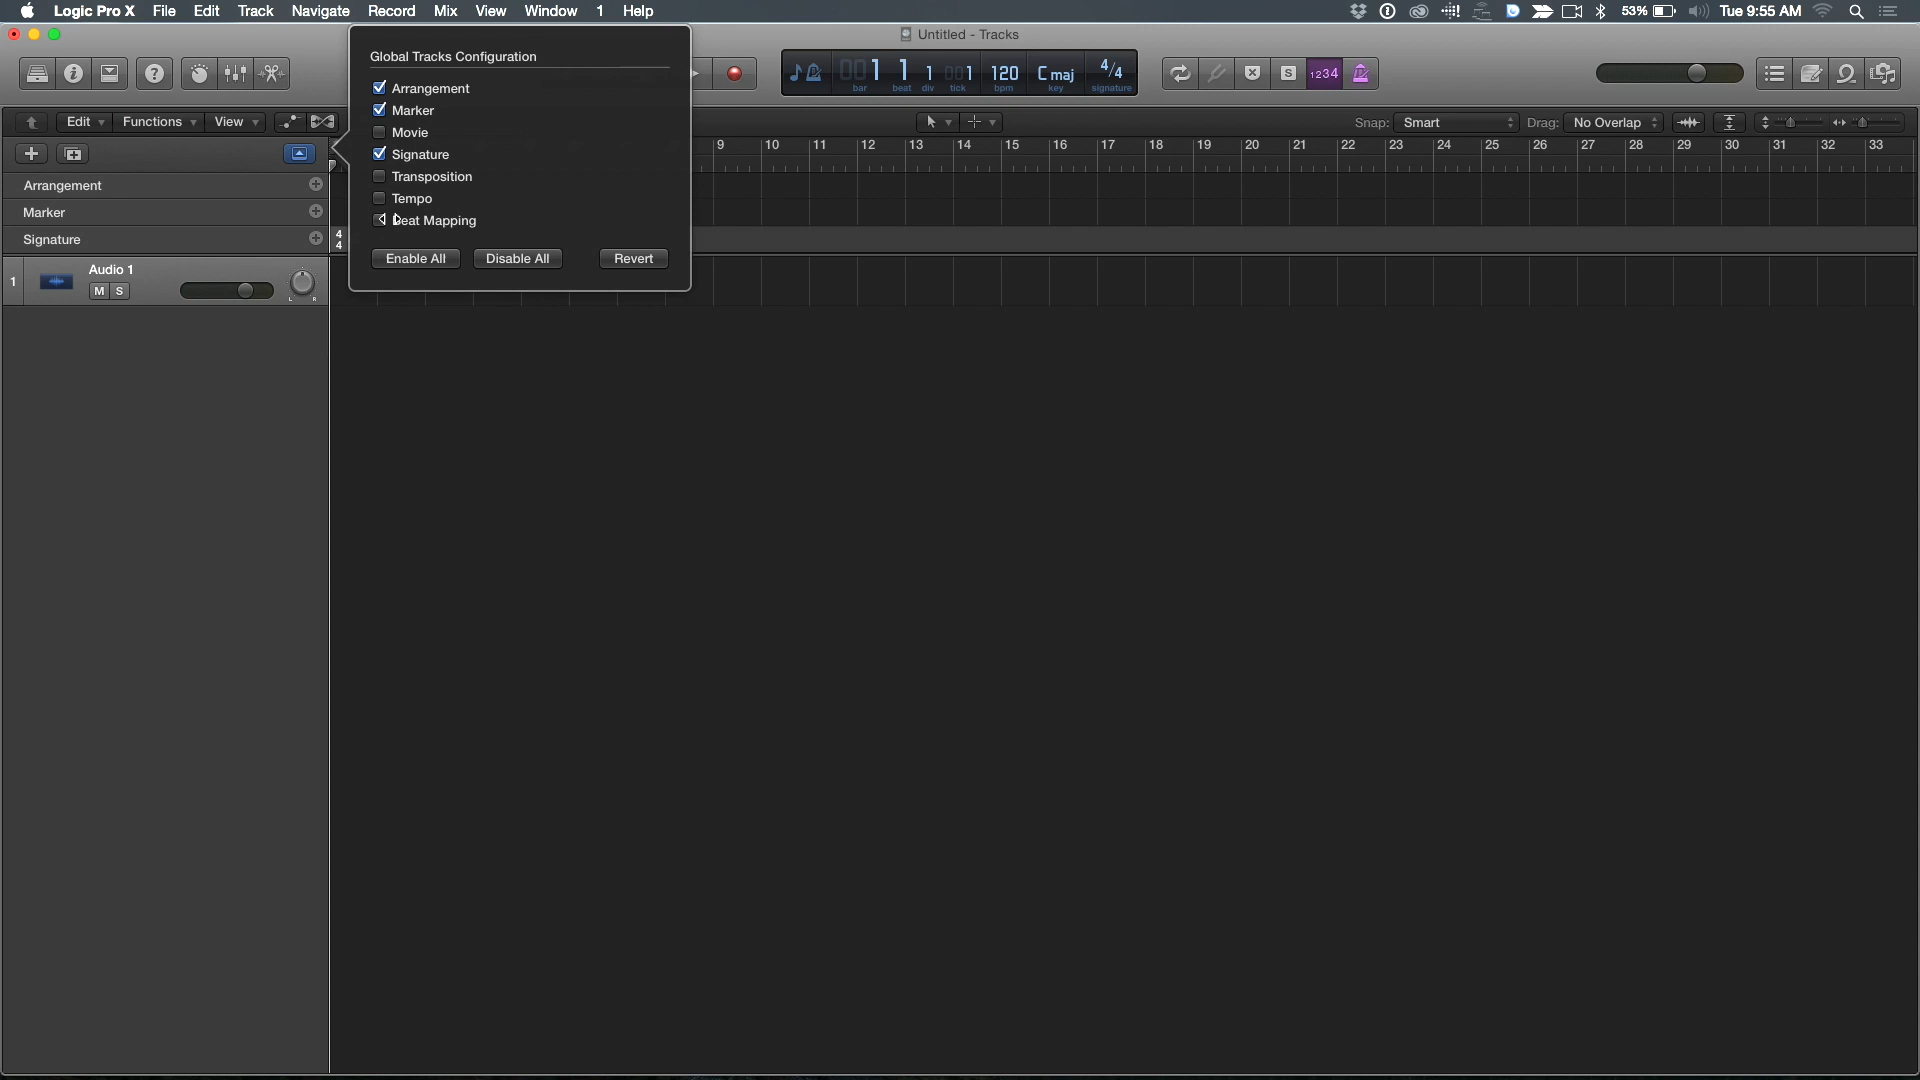 Logic Pro X File Edit Track Navigate Record Mix View Window 1 Help 53% Tue 9:55 AM
Untitled - Tracks
Global Tracks Configuration
Arrangement
Marker
Movie
Signature
Transposition
Tempo
Beat Mapping
Enable All Disable All Revert
001 1 1 001 120 C maj 4/4
bar beat div tick bpm key signature
S 1234
Edit Functions View Snap: Smart Drag: No Overlap
9 10 11 12 13 14 15 16 17 18 19 20 21 22 23 24 25 26 27 28 29 30 31 32 33
Arrangement
Marker
Signature
4
4
1 Audio 1
M S
L R